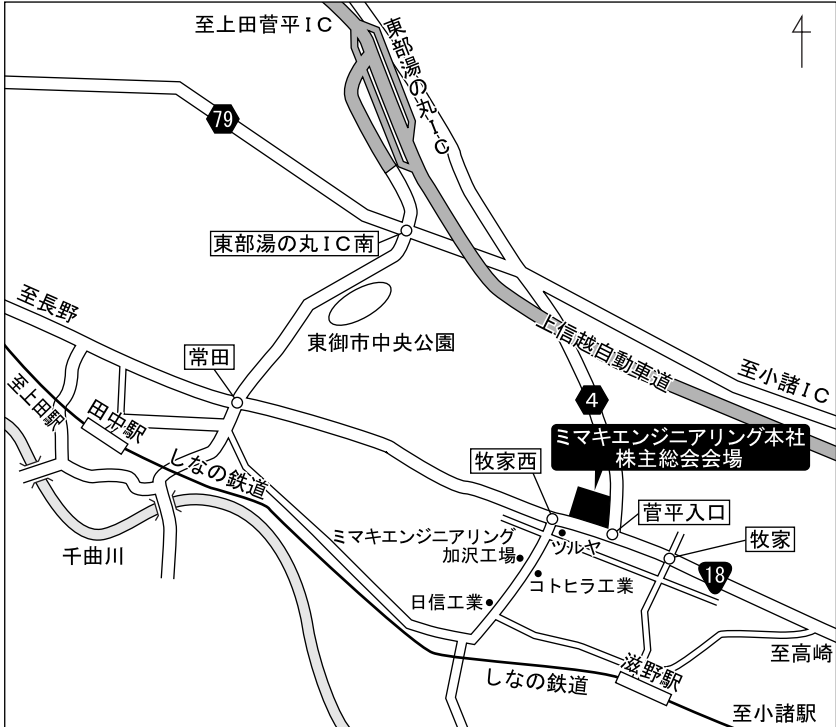 至上田菅平IC
東部湯の丸IC
79
東部湯の丸IC南
至長野
東御市中央公園
常田
上信越自動車道
至小諸IC
至上田駅
田中駅
4
ミマキエンジニアリング本社
株主総会会場
しなの鉄道
牧家西
菅平入口
ミマキエンジニアリング
加沢工場
ツルヤ
牧家
千曲川
コトヒラ工業
18
日信工業
至高崎
滋野駅
しなの鉄道
至小諸駅